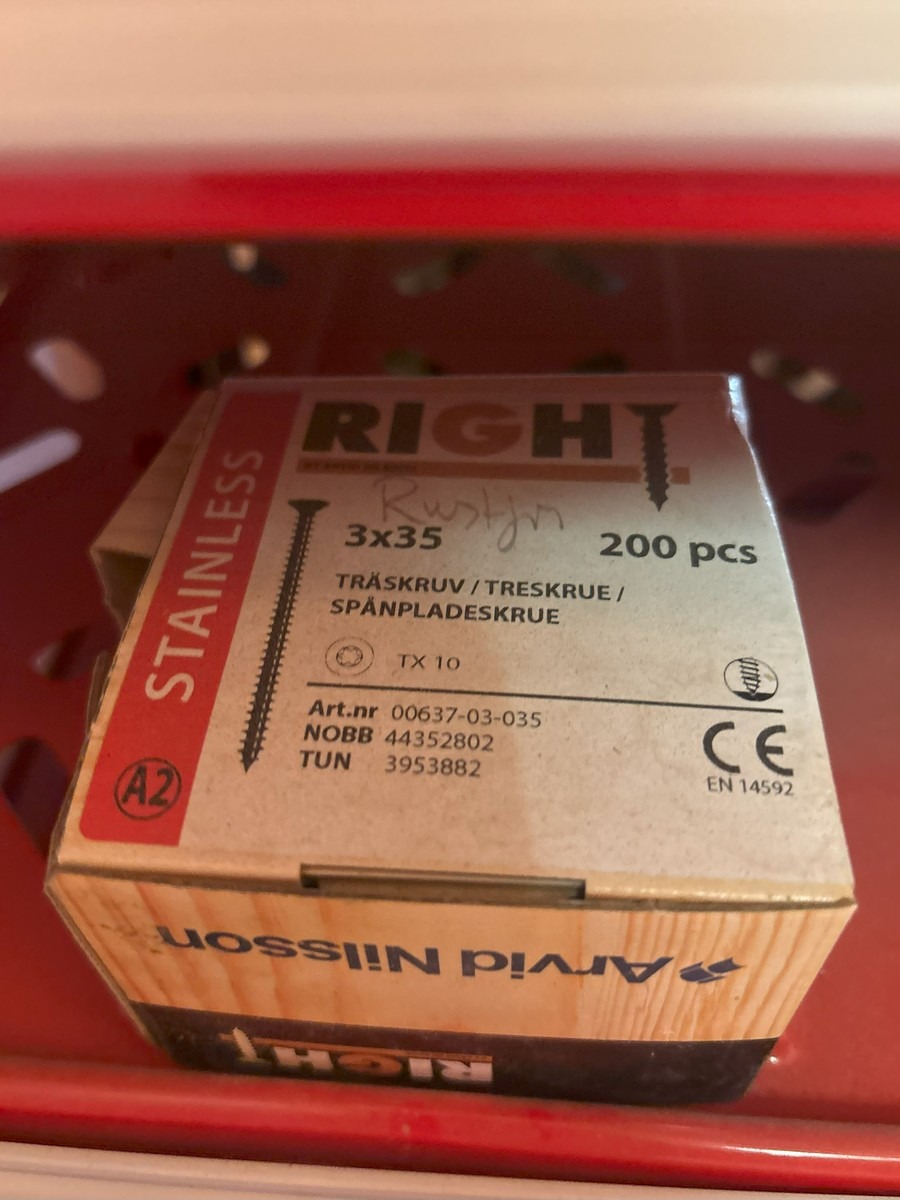 RIGHT
STAINLESS
A2
3x35
200 pcs
TRÄSKRUV / TRESKRUE /
SPÅNPLADESKRUE
TX 10
Art.nr 00637-03-035
NOBB 44352802
TUN 3953882
CE
EN 14592
Arvid Nilsson
RIGHT